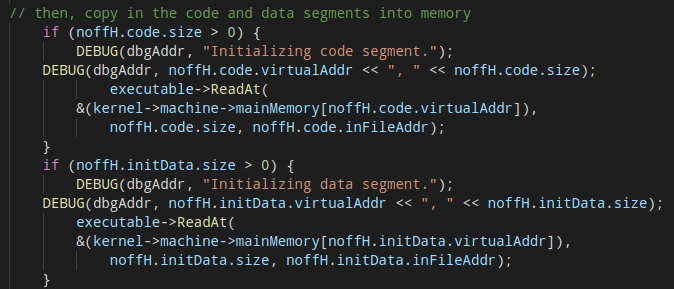 // then, copy in the code and data segments into memory
if (noffH.code.size > 0) {
DEBUG(dbgAddr, "Initializing code segment.");
DEBUG(dbgAddr, noffH.code.virtualAddr << ", " << noffH.code.size);
executable->ReadAt(
&(kernel->machine->mainMemory[noffH.code.virtualAddr]),
noffH.code.size, noffH.code.inFileAddr);
}
if (noffH.initData.size > 0) {
DEBUG(dbgAddr, "Initializing data segment.");
DEBUG(dbgAddr, noffH.initData.virtualAddr << ", " << noffH.initData.size);
executable->ReadAt(
&(kernel->machine->mainMemory[noffH.initData.virtualAddr]),
noffH.initData.size, noffH.initData.inFileAddr);
}